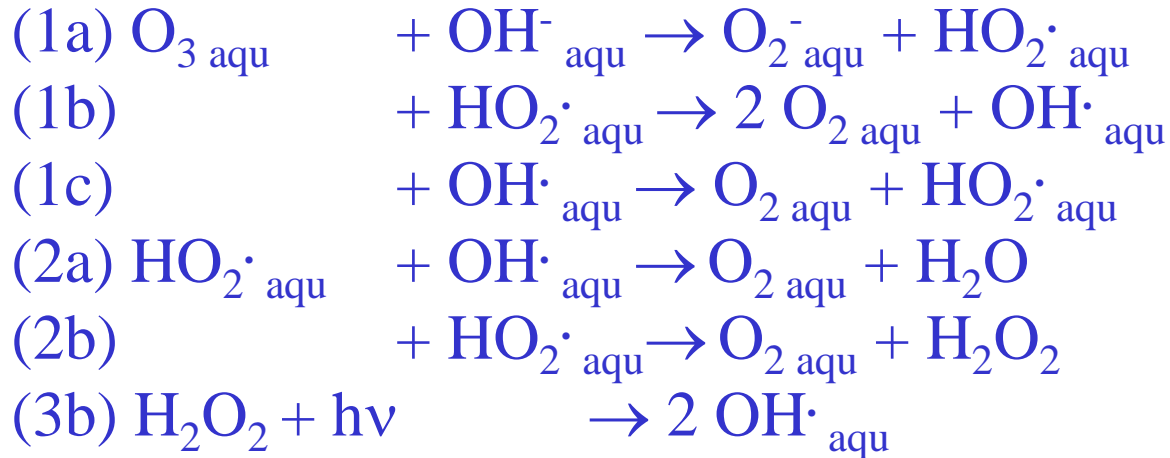 (1a) O₃ aqu + OH⁻ aqu → O₂⁻ aqu + HO₂· aqu
(1b) + HO₂· aqu → 2 O₂ aqu + OH· aqu
(1c) + OH· aqu → O₂ aqu + HO₂· aqu
(2a) HO₂· aqu + OH· aqu → O₂ aqu + H₂O
(2b) + HO₂· aqu → O₂ aqu + H₂O₂
(3b) H₂O₂ + hν → 2 OH· aqu